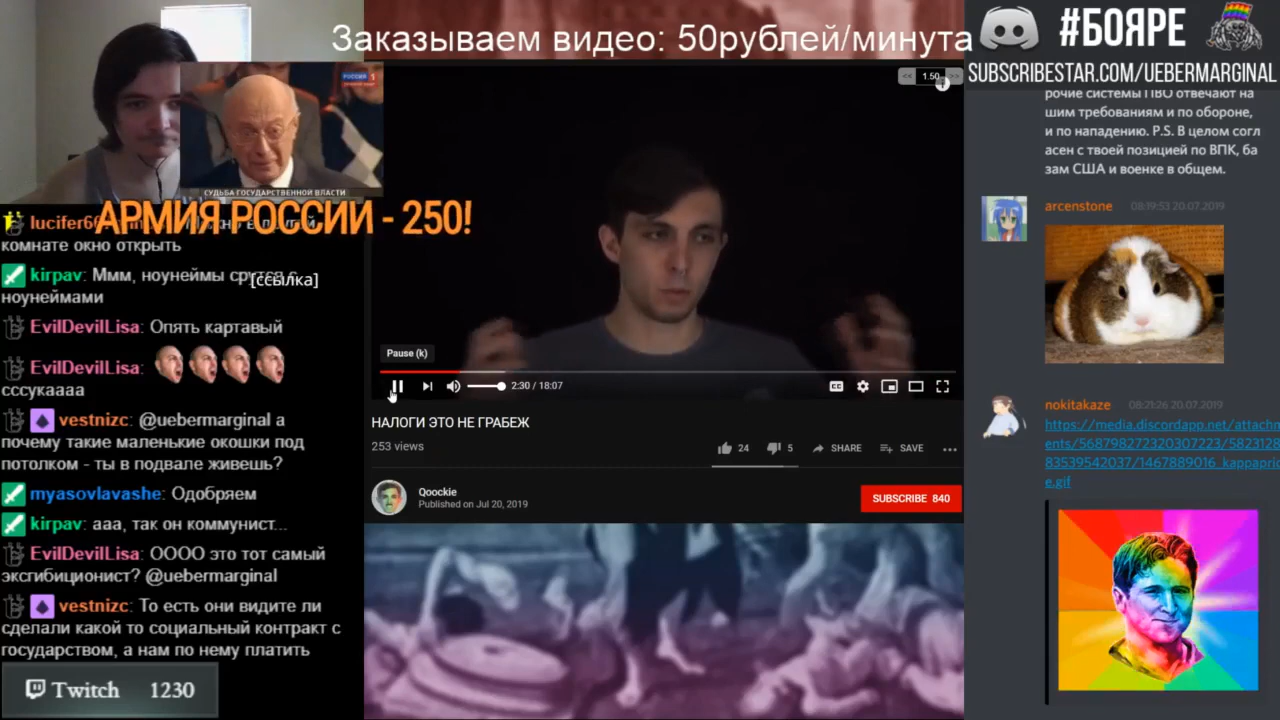 Заказываем видео: 50рублей/минута
#БОЯРЕ
SUBSCRIBESTAR.COM/UEBERMARGINAL
РОССИЯ 1
СУДЬБА ГОСУДАРСТВЕННОЙ ВЛАСТИ
АРМИЯ РОССИИ - 250!
[ссылка]
комнате окно открыть
kirpav: Ммм, ноунеймы
ноунеймами
EvilDevilLisa: Опять картавый
EvilDevilLisa:
сссукаааа
vestnizc: @uebermarginal а
почему такие маленькие окошки под
потолком - ты в подвале живешь?
myasovlavashe: Одобряем
kirpav: ааа, так он коммунист...
EvilDevilLisa: ОООО это тот самый
эксгибиционист? @uebermarginal
vestnizc: То есть они видите ли
сделали какой то социальный контракт с
государством, а нам по нему платить
Twitch 1230
<< 1.50 >>
Pause (k)
2:30 / 18:07
CC
НАЛОГИ ЭТО НЕ ГРАБЕЖ
253 views
24 5 SHARE SAVE
Qoockie
Published on Jul 20, 2019
SUBSCRIBE 840
рочие системы ПВО отвечают на
шим требованиям и по обороне,
и по нападению. P.S. В целом согл
асен с твоей позицией по ВПК, ба
зам США и военке в общем.
arcenstone 08:19:53 20.07.2019
nokitakaze 08:21:26 20.07.2019
https://media.discordapp.net/attachm
ents/568798272320307223/5823128
83539542037/1467889016_kappaprid
e.gif